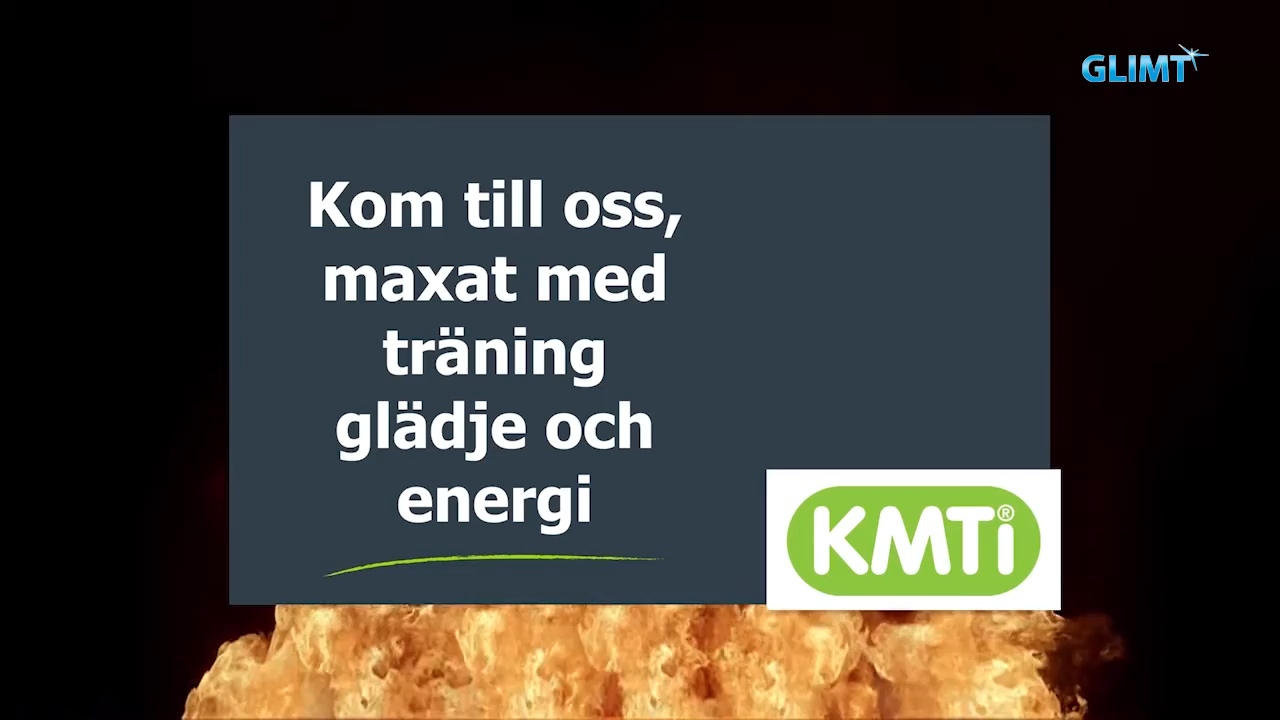 GLIMT
Kom till oss,
maxat med
träning
glädje och
energi
KMTi®